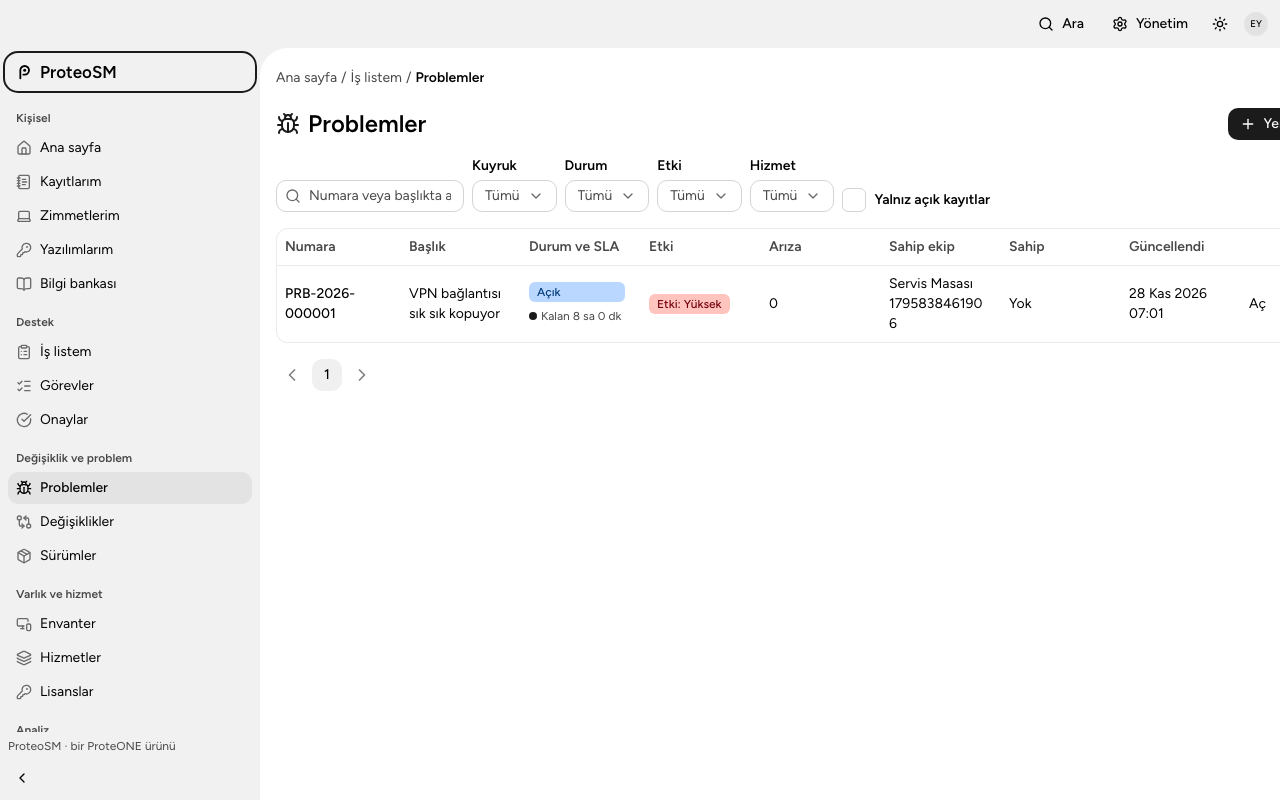 Ara
Yönetim
EY
ProteoSM
Kişisel
Ana sayfa
Kayıtlarım
Zimmetlerim
Yazılımlarım
Bilgi bankası
Destek
İş listem
Görevler
Onaylar
Değişiklik ve problem
Problemler
Değişiklikler
Sürümler
Varlık ve hizmet
Envanter
Hizmetler
Lisanslar
Analiz
ProteoSM · bir ProteONE ürünü
Ana sayfa / İş listem / Problemler
Problemler
Ye
Kuyruk Durum Etki Hizmet
Numara veya başlıkta a Tümü Tümü Tümü Tümü Yalnız açık kayıtlar
Numara Başlık Durum ve SLA Etki Arıza Sahip ekip Sahip Güncellendi
PRB-2026-
000001
VPN bağlantısı
sık sık kopuyor
Açık
Kalan 8 sa 0 dk
Etki: Yüksek
0
Servis Masası
179583846190
6
Yok
28 Kas 2026
07:01
Aç
1